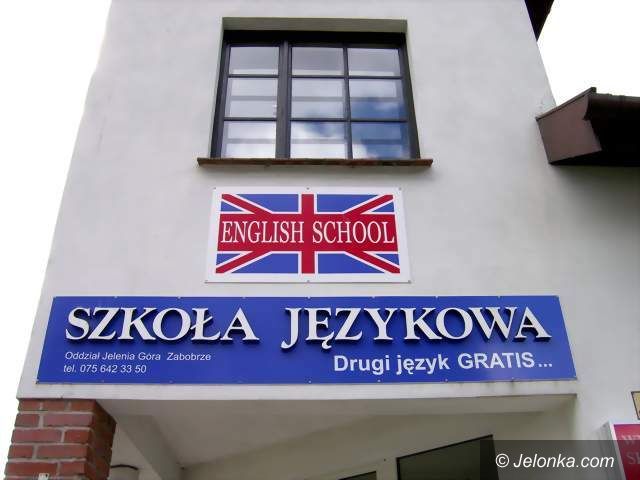 ENGLISH SCHOOL
SZKOŁA JĘZYKOWA
Oddział Jelenia Góra Zabobrze
tel. 075 642 33 50
Drugi język GRATIS...
© Jelonka.com